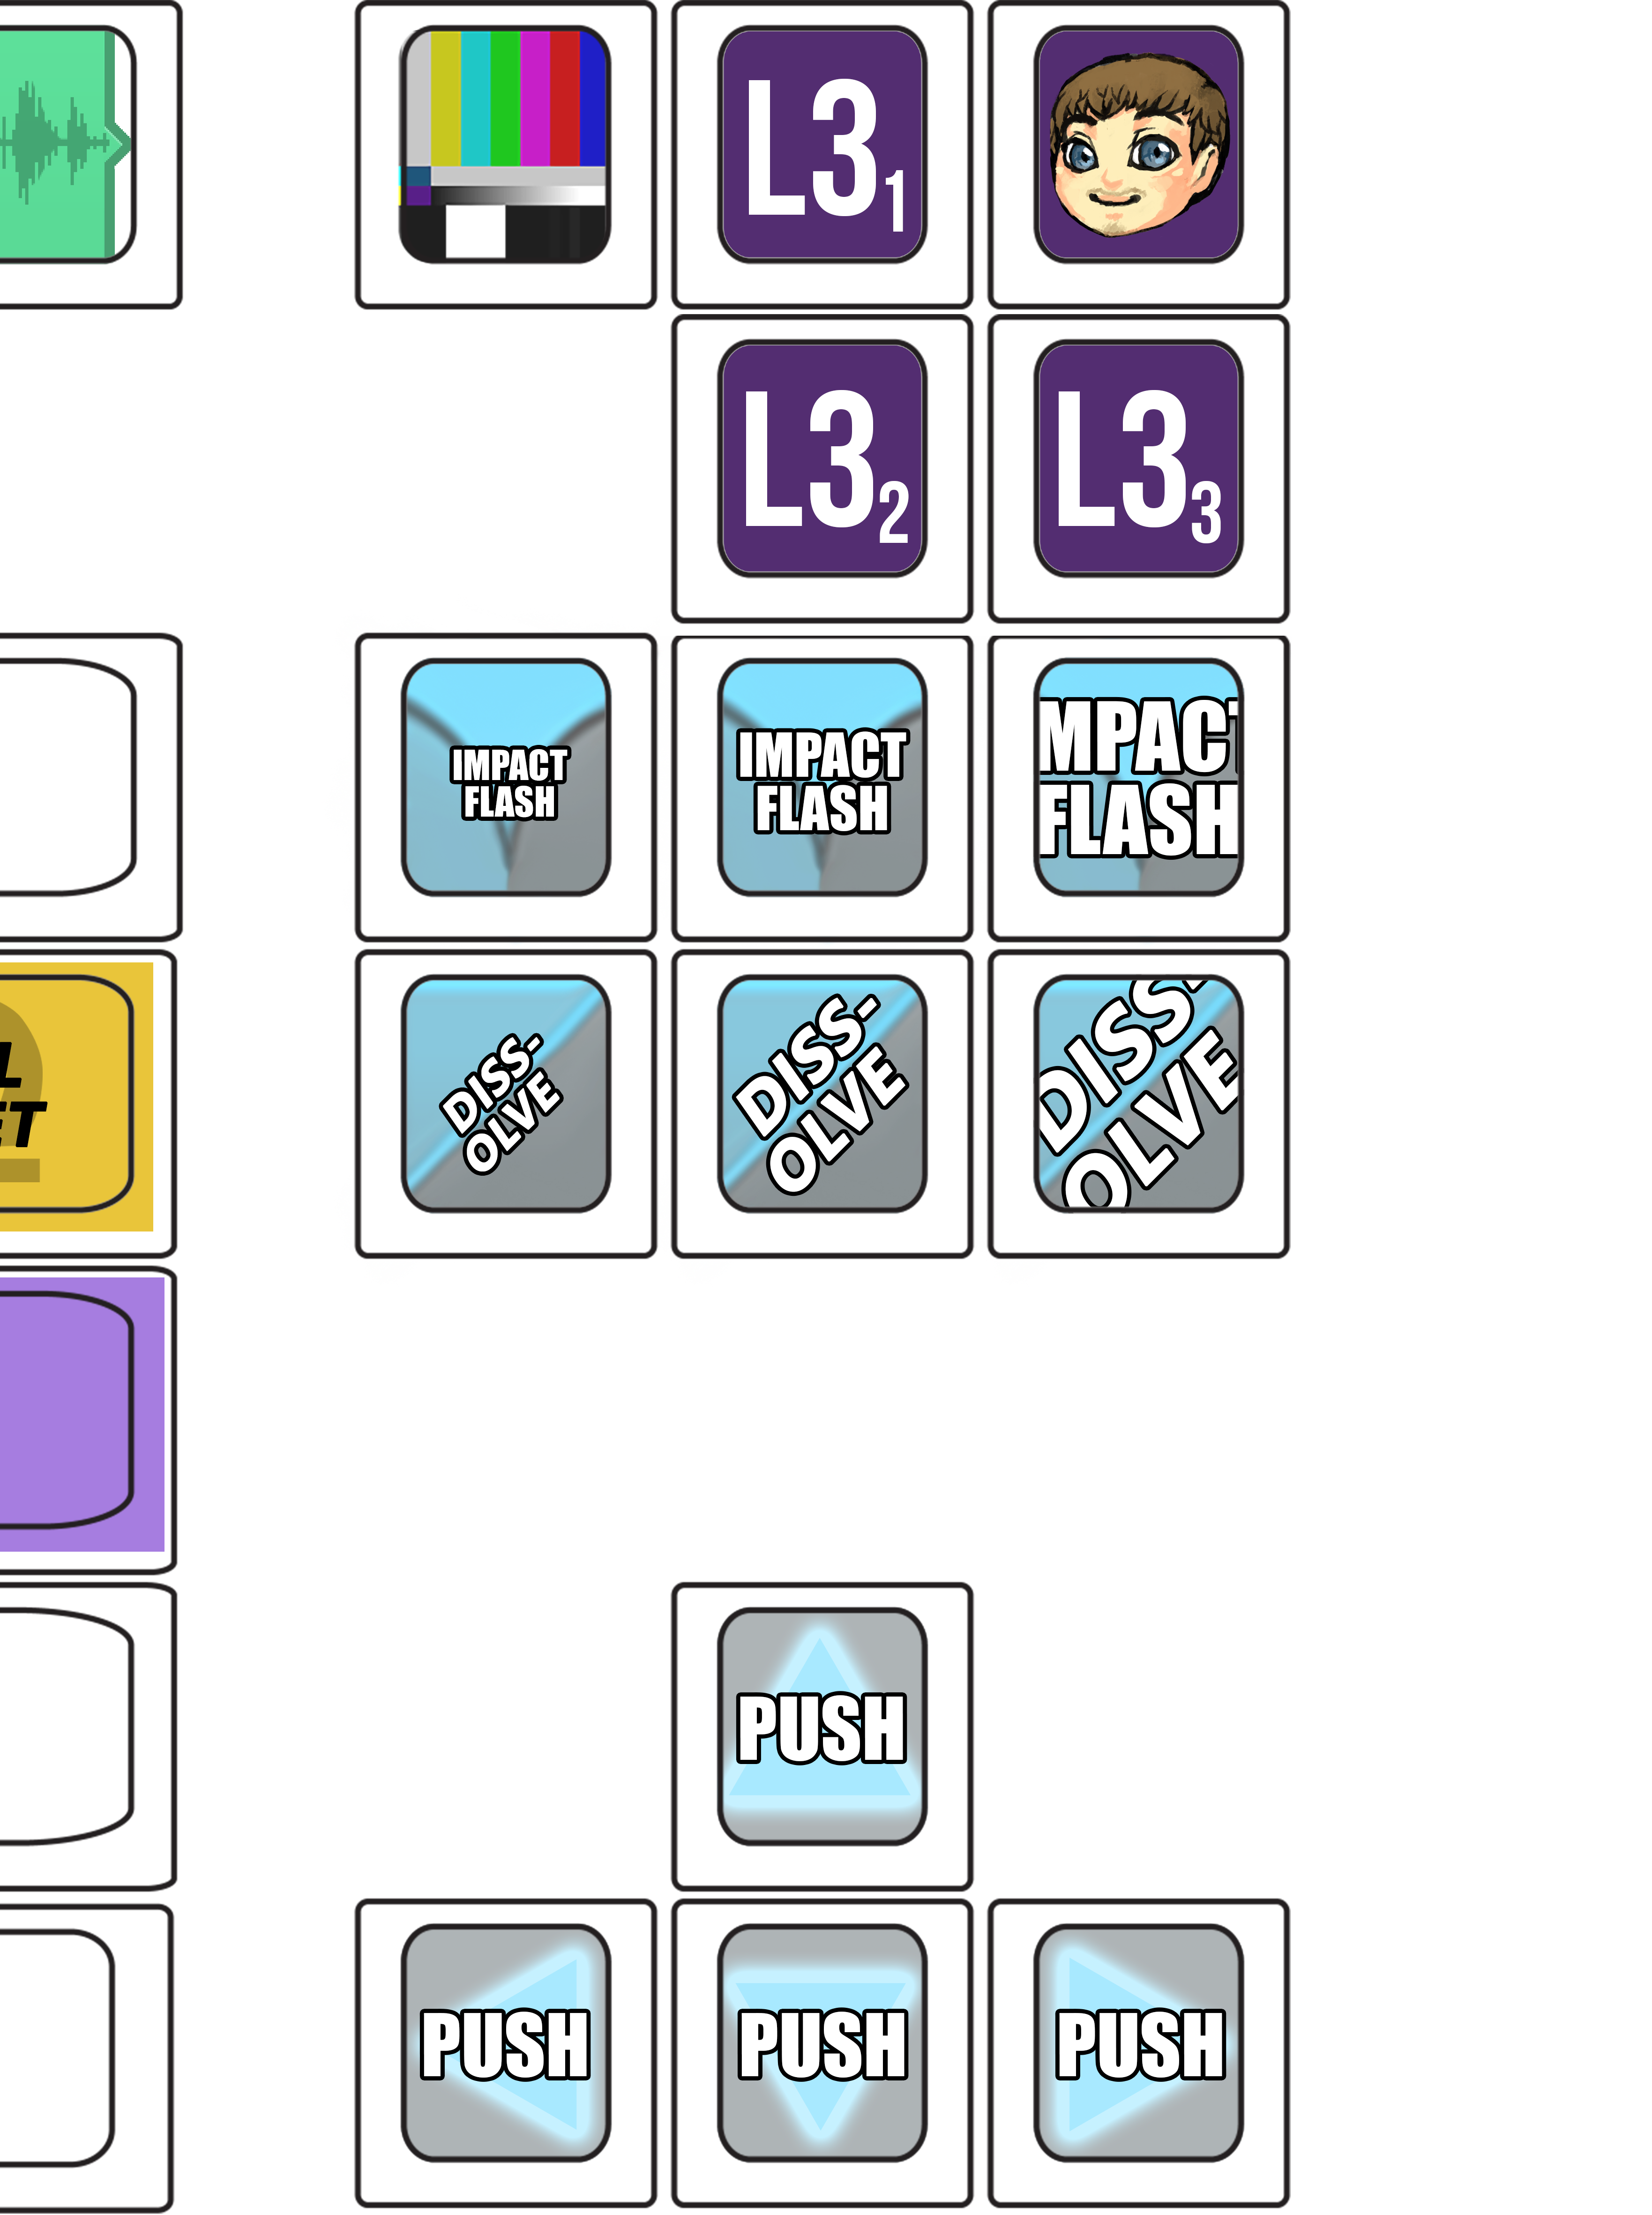 L3₁
L3₂
L3₃
IMPACT
FLASH
IMPACT
FLASH
MPACT
FLASH
DISS-
OLVE
DISS-
OLVE
DISS-
OLVE
L
ET
PUSH
PUSH
PUSH
PUSH